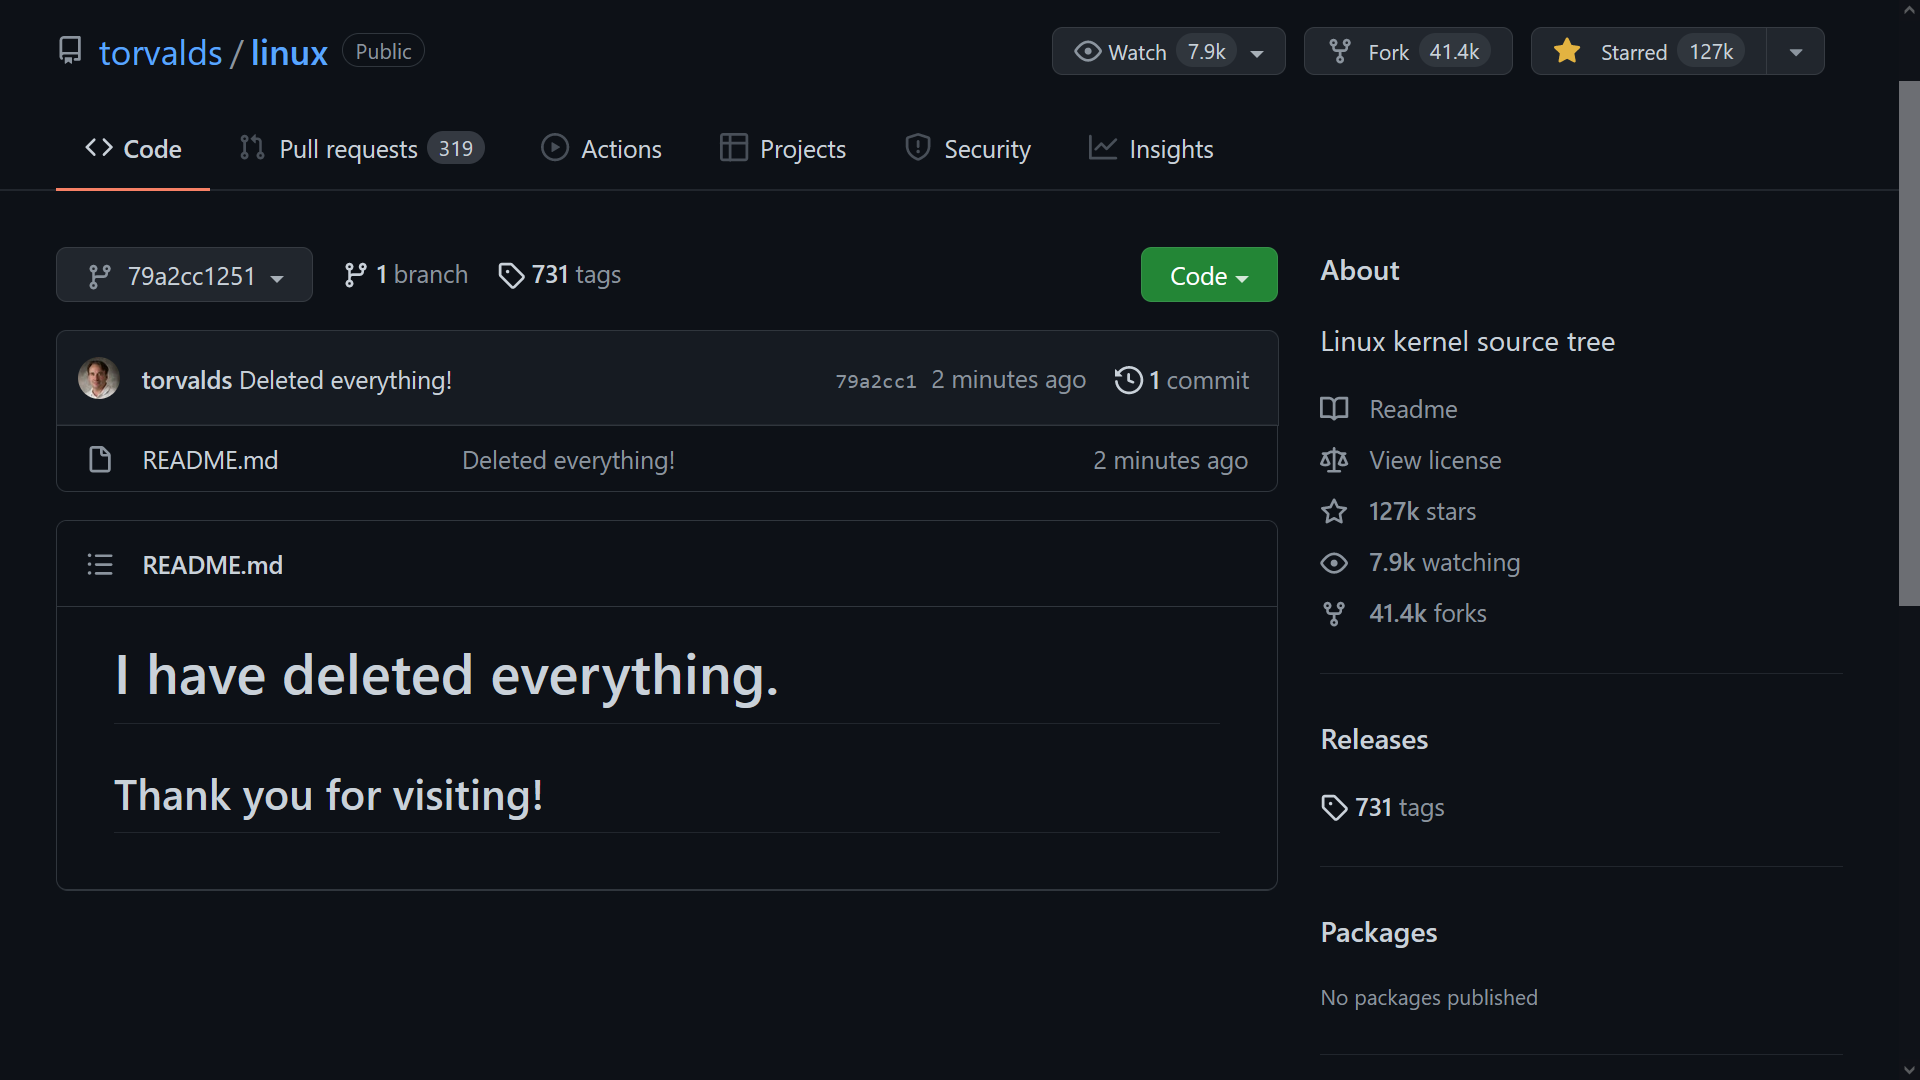 torvalds / linux Public Watch 7.9k Fork 41.4k Starred 127k
Code Pull requests 319 Actions Projects Security Insights
79a2cc1251 1 branch 731 tags Code
torvalds Deleted everything! 79a2cc1 2 minutes ago 1 commit
README.md Deleted everything! 2 minutes ago
README.md
I have deleted everything.
Thank you for visiting!
About
Linux kernel source tree
Readme
View license
127k stars
7.9k watching
41.4k forks
Releases
731 tags
Packages
No packages published